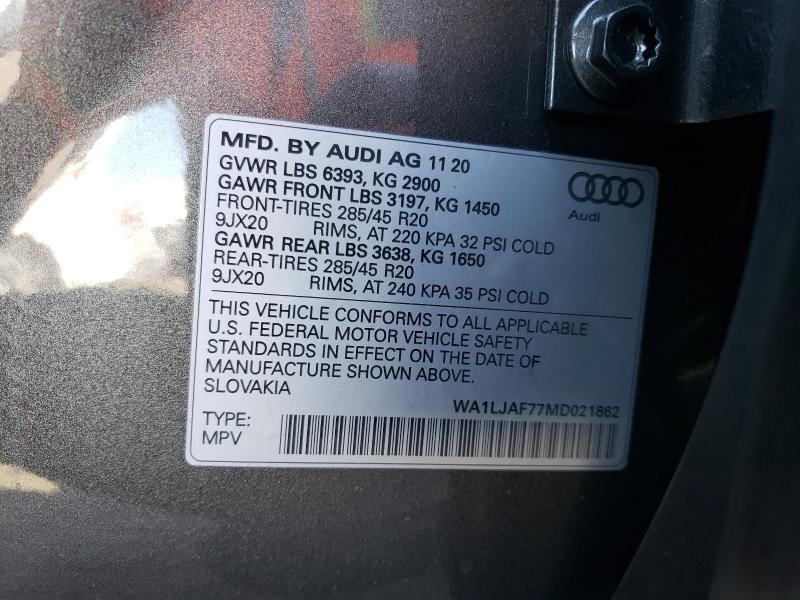 MFD. BY AUDI AG 11 20
GVWR LBS 6393, KG 2900
GAWR FRONT LBS 3197, KG 1450
FRONT-TIRES 285/45 R20
9JX20 RIMS, AT 220 KPA 32 PSI COLD
GAWR REAR LBS 3638, KG 1650
REAR-TIRES 285/45 R20
9JX20 RIMS, AT 240 KPA 35 PSI COLD
Audi
THIS VEHICLE CONFORMS TO ALL APPLICABLE
U.S. FEDERAL MOTOR VEHICLE SAFETY
STANDARDS IN EFFECT ON THE DATE OF
MANUFACTURE SHOWN ABOVE.
SLOVAKIA
WA1LJAF77MD021862
TYPE:
MPV